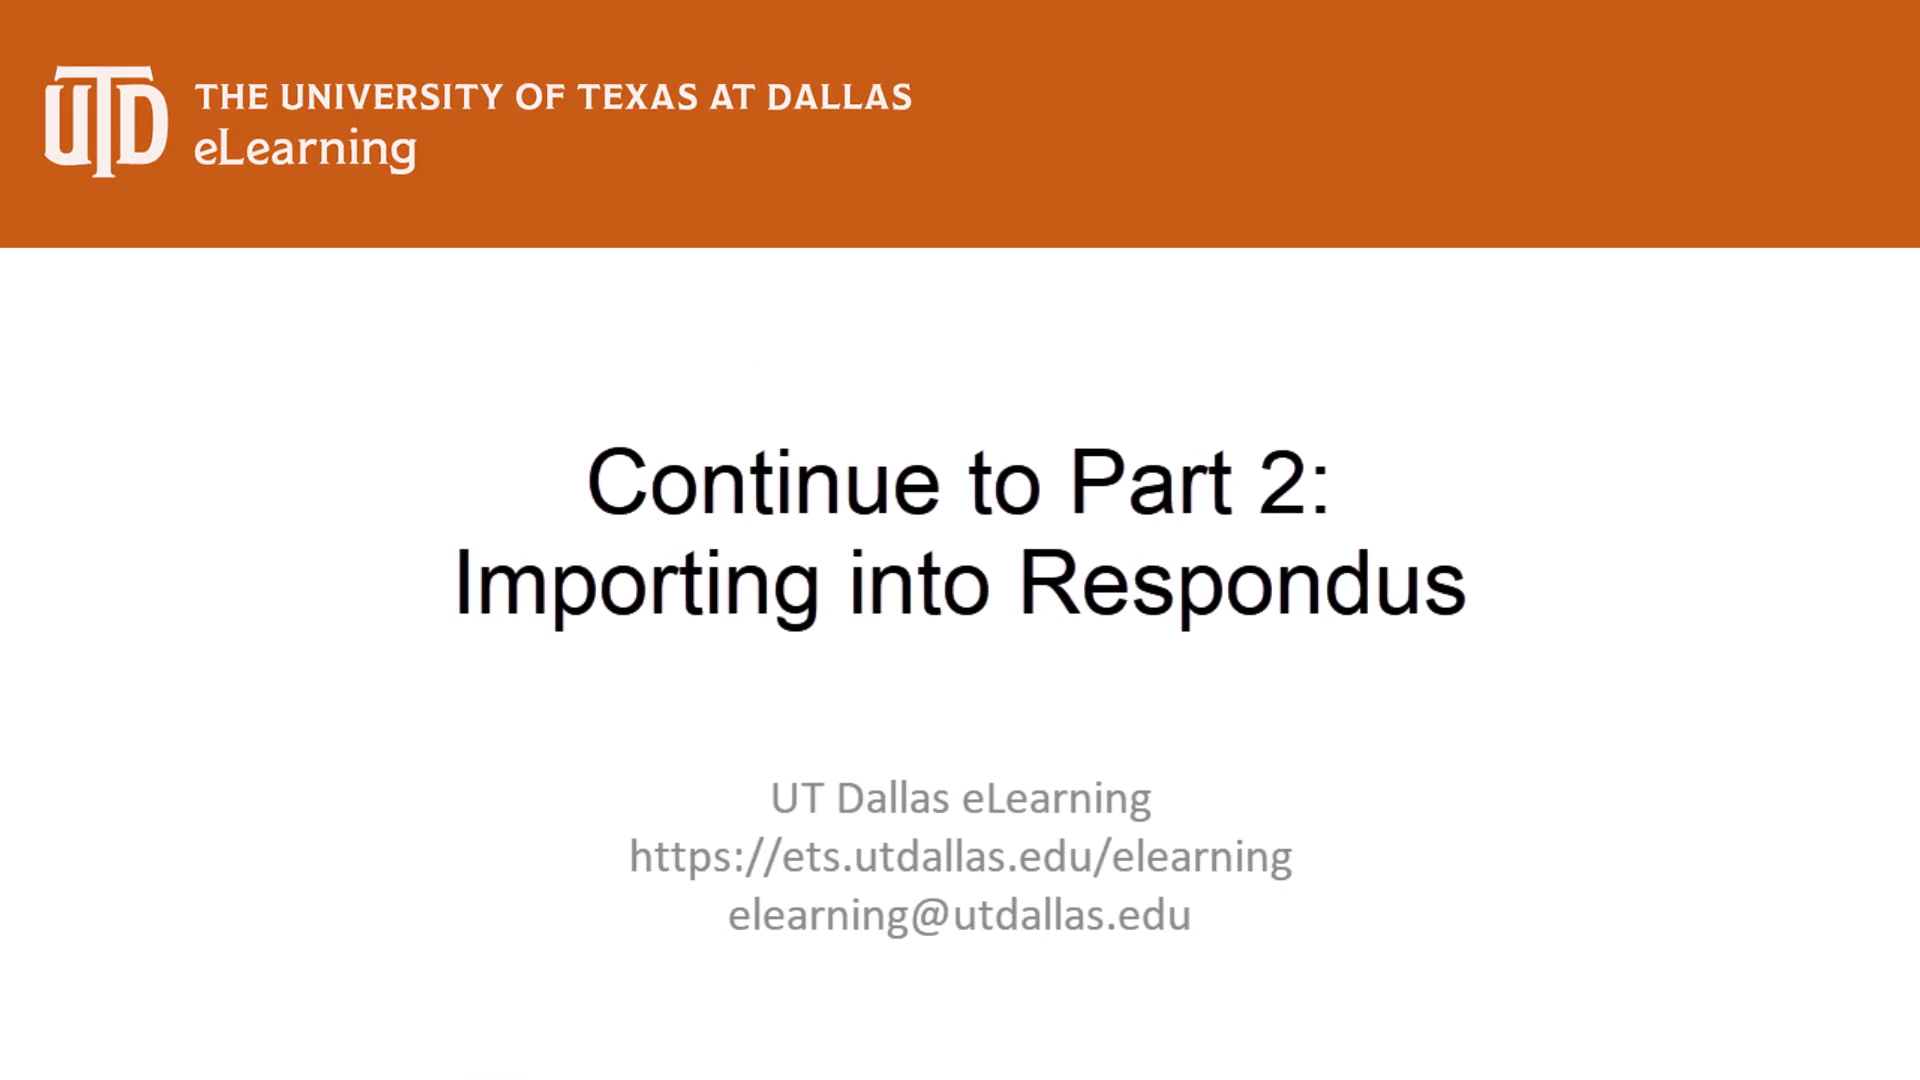 UTD
THE UNIVERSITY OF TEXAS AT DALLAS
eLearning
Continue to Part 2:
Importing into Respondus
UT Dallas eLearning
https://ets.utdallas.edu/elearning
elearning@utdallas.edu